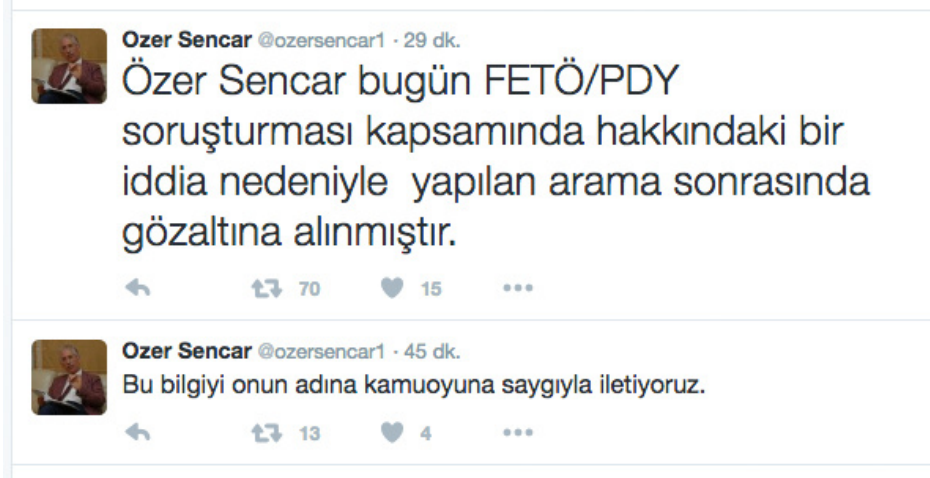 Ozer Sencar @ozersencar1 · 29 dk.
Özer Sencar bugün FETÖ/PDY
soruşturması kapsamında hakkındaki bir
iddia nedeniyle  yapılan arama sonrasında
gözaltına alınmıştır.
70 15
Ozer Sencar @ozersencar1 · 45 dk.
Bu bilgiyi onun adına kamuoyuna saygıyla iletiyoruz.
13 4